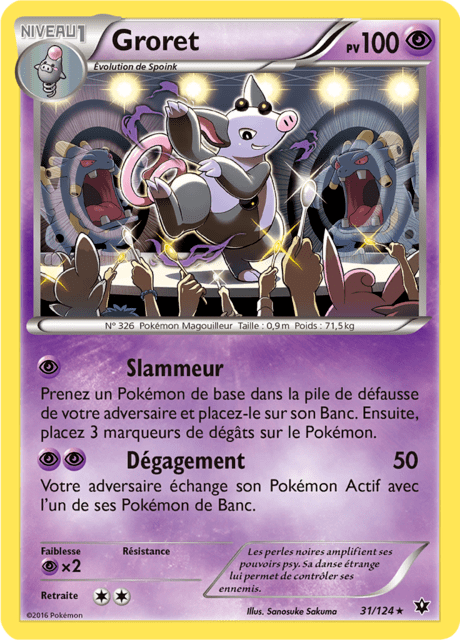 NIVEAU 1
Groret
PV 100
Évolution de Spoink
N° 326 Pokémon Magouilleur Taille : 0,9 m Poids : 71,5 kg
Slammeur
Prenez un Pokémon de base dans la pile de défausse
de votre adversaire et placez-le sur son Banc. Ensuite,
placez 3 marqueurs de dégâts sur le Pokémon.
Dégagement 50
Votre adversaire échange son Pokémon Actif avec
l'un de ses Pokémon de Banc.
Faiblesse Résistance
×2
Retraite
Les perles noires amplifient ses
pouvoirs psy. Sa danse étrange
lui permet de contrôler ses
ennemis.
©2016 Pokémon
Illus. Sanosuke Sakuma
31/124 ★